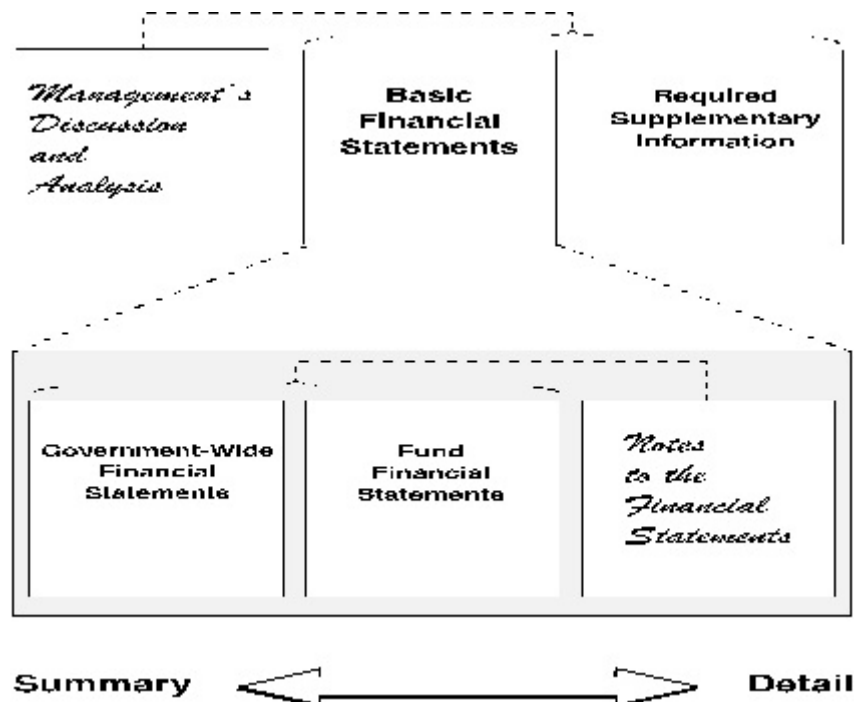 Management's
Discussion
and
Analysis
Basic
Financial
Statements
Required
Supplementary
Information
Government-Wide
Financial
Statements
Fund
Financial
Statements
Notes
to the
Financial
Statements
Summary
Detail